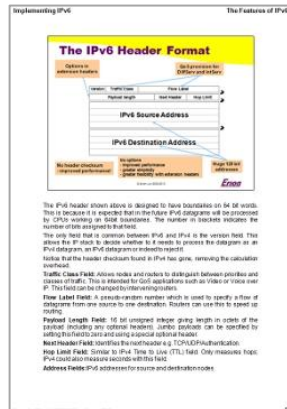 Implementing IPv6
The Features of IPv6
The IPv6 Header Format
Options in
extension headers
QoS provision for
DiffServ and IntServ
Version
Traffic Class
Flow Label
Payload length
Next Header
Hop Limit
IPv6 Source Address
IPv6 Destination Address
No header checksum
- improved performance!
No options
- improved performance
- greater simplicity
- greater flexibility with extension headers
Huge 128 bit
addresses
Erion
The IPv6 header shown above is designed to have boundaries on 64 bit words.
This is because it is expected that in the future IPv6 datagrams will be processed
by CPUs working on 64bit boundaries. The number in brackets indicates the
number of bits assigned to that field.
The only field that is common between IPv6 and IPv4 is the version field. This
allows the IP stack to decide whether to it needs to process the datagram as an
IPv4 datagram, an IPv6 datagram or indeed to reject it.
Notice that the header checksum found in IPv4 has gone, removing the calculation
overhead.
Traffic Class Field: Allows nodes and routers to distinguish between priorities and
classes of traffic. This is intended for QoS applications such as Video or Voice over
IP. This field can be changed by intervening routers.
Flow Label Field: A pseudo-random number which is used to specify a flow of
datagrams from one source to one destination. Routers can use this to speed up
routing.
Payload Length Field: 16 bit unsigned integer giving length in octets of the
payload (including any optional headers). Jumbo payloads can be specified by
setting this field to zero and using a special optional header.
Next Header Field: Identifies the next header e.g. TCP/UDP/Authentication.
Hop Limit Field: Similar to IPv4 Time to Live (TTL) field. Only measures hops;
IPv4 could also measure seconds with this field.
Address Fields: IPv6 addresses for source and destination nodes.